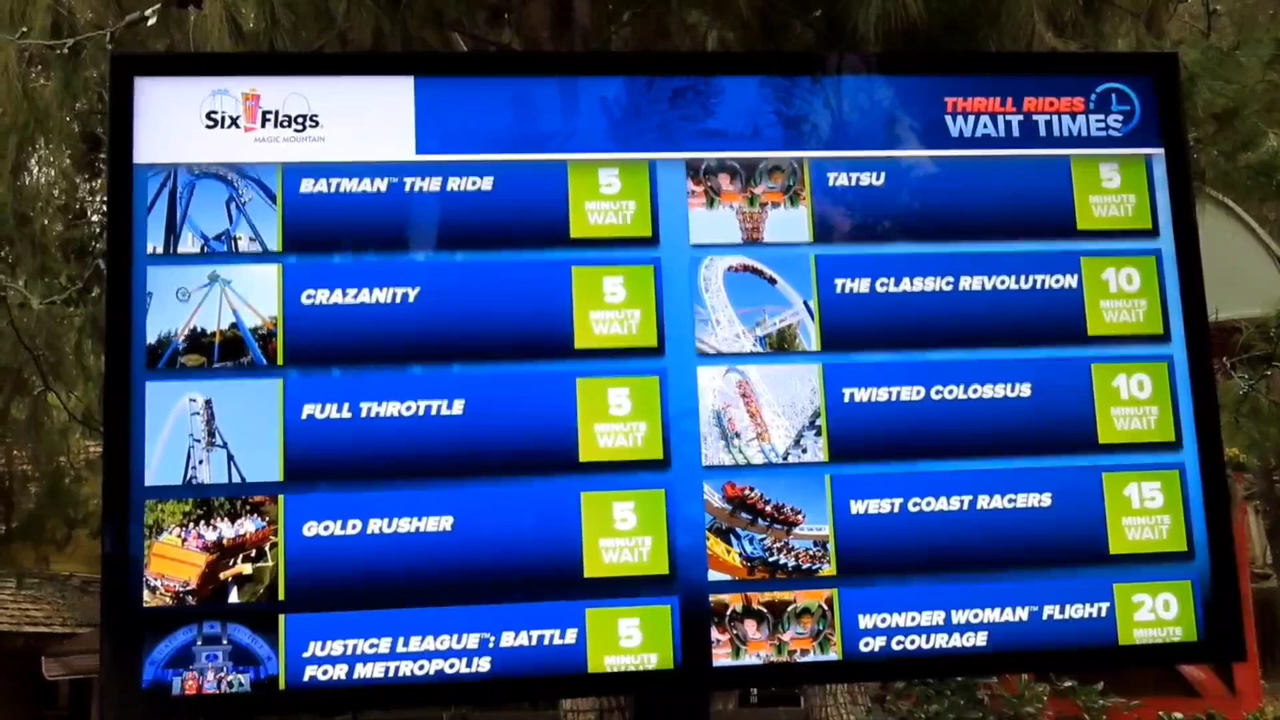 Six Flags
MAGIC MOUNTAIN
THRILL RIDES
WAIT TIMES
BATMAN™ THE RIDE
5
MINUTE
WAIT
CRAZANITY
5
MINUTE
WAIT
FULL THROTTLE
5
MINUTE
WAIT
GOLD RUSHER
5
MINUTE
WAIT
JUSTICE LEAGUE™: BATTLE
FOR METROPOLIS
5
MINUTE
WAIT
TATSU
5
MINUTE
WAIT
THE CLASSIC REVOLUTION
10
MINUTE
WAIT
TWISTED COLOSSUS
10
MINUTE
WAIT
WEST COAST RACERS
15
MINUTE
WAIT
WONDER WOMAN™ FLIGHT
OF COURAGE
20
MINUTE